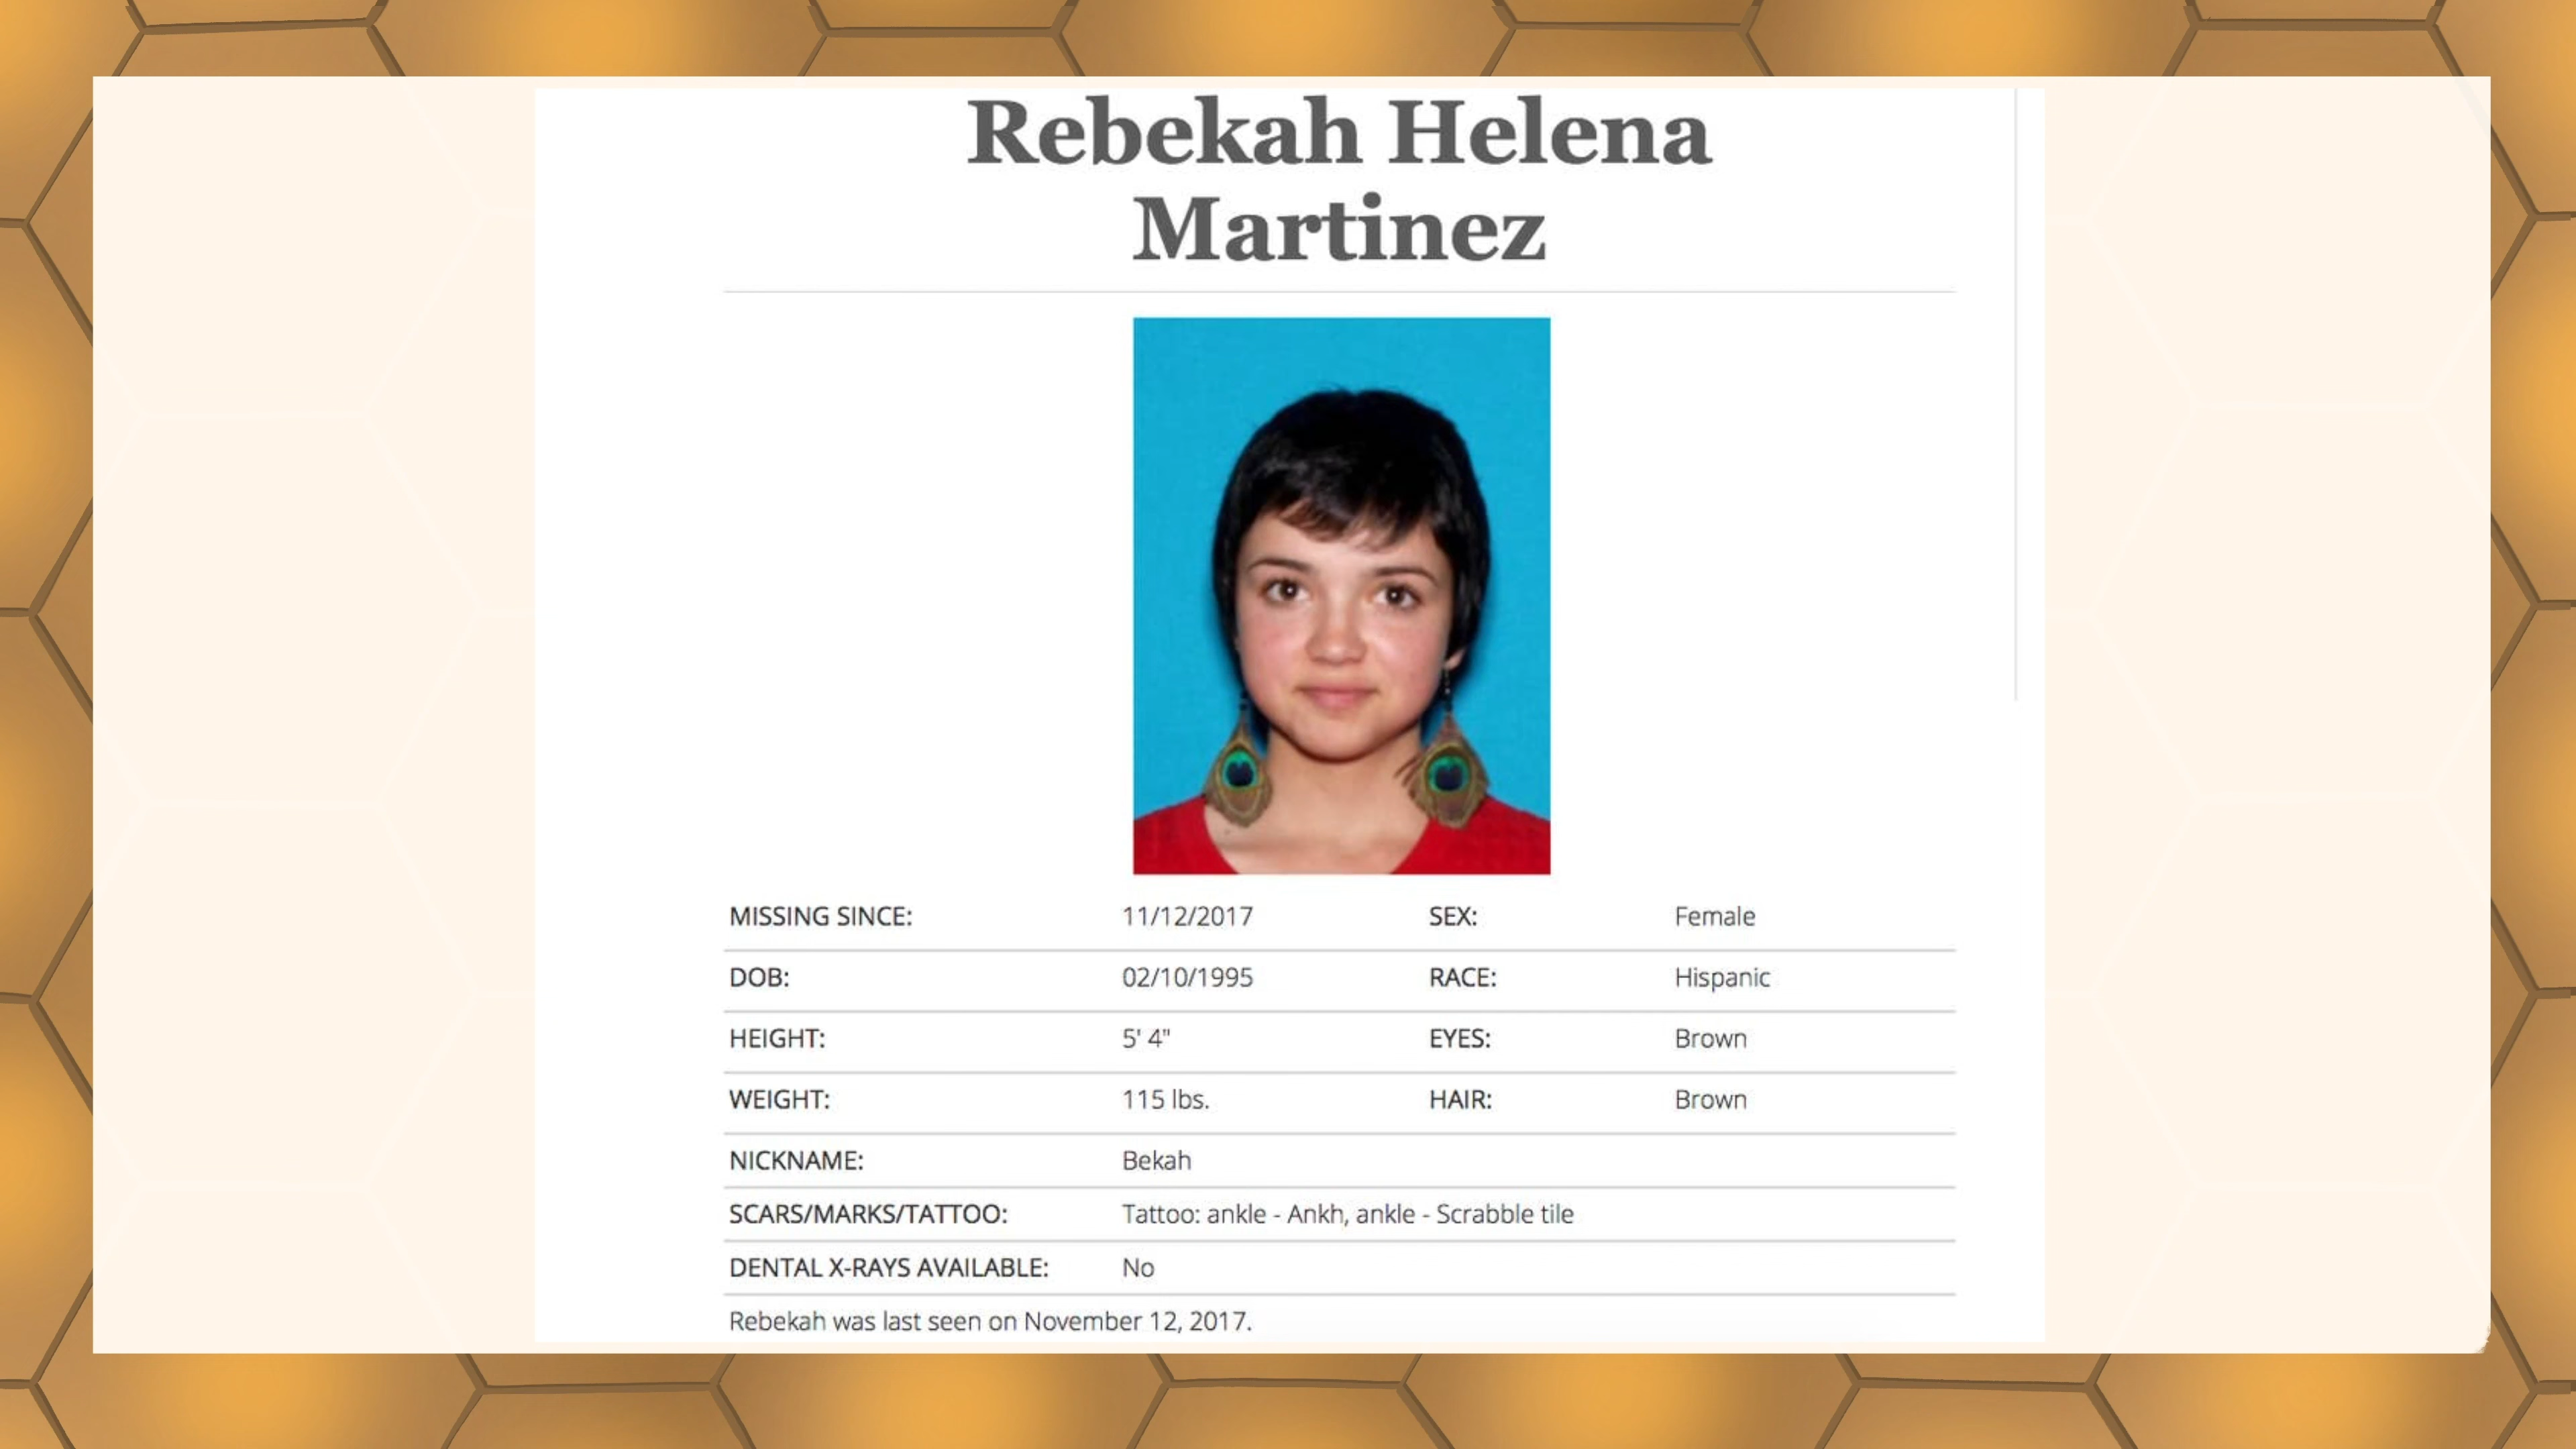 Rebekah Helena
Martinez
MISSING SINCE: 11/12/2017 SEX: Female
DOB: 02/10/1995 RACE: Hispanic
HEIGHT: 5' 4" EYES: Brown
WEIGHT: 115 lbs. HAIR: Brown
NICKNAME: Bekah
SCARS/MARKS/TATTOO: Tattoo: ankle - Ankh, ankle - Scrabble tile
DENTAL X-RAYS AVAILABLE: No
Rebekah was last seen on November 12, 2017.